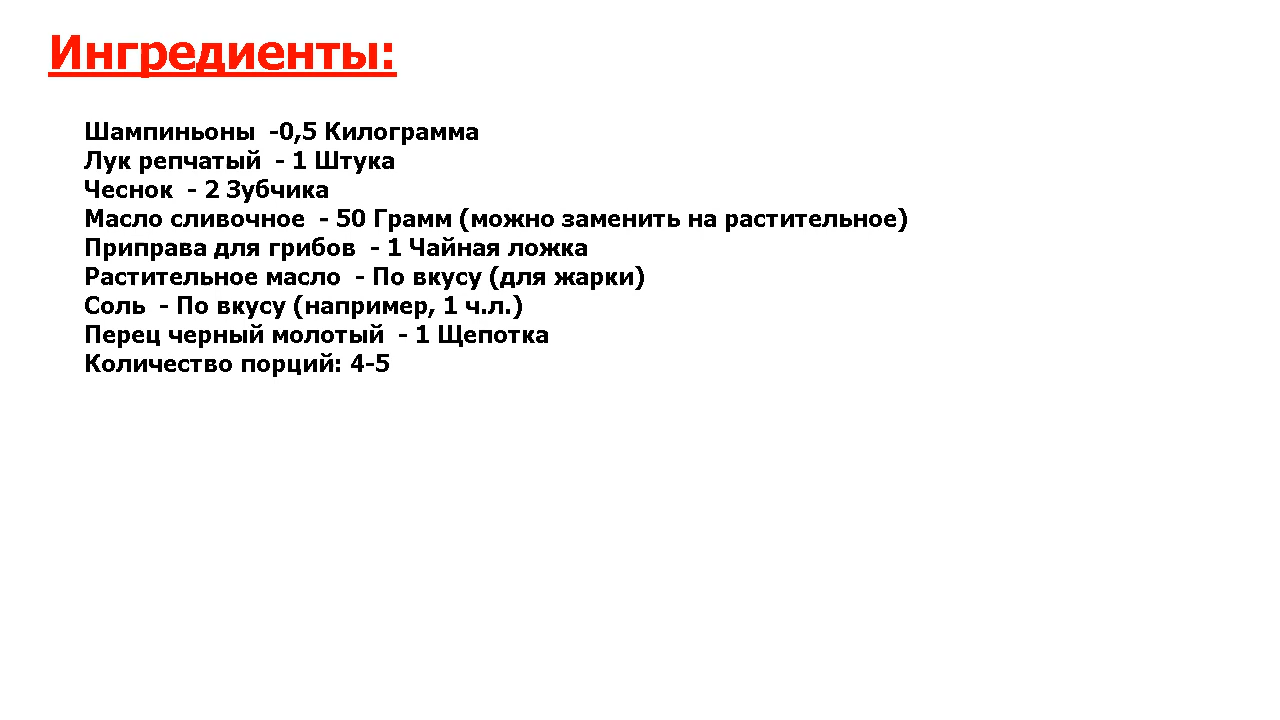 Ингредиенты:
Шампиньоны  -0,5 Килограмма
Лук репчатый  - 1 Штука
Чеснок  - 2 Зубчика
Масло сливочное  - 50 Грамм (можно заменить на растительное)
Приправа для грибов  - 1 Чайная ложка
Растительное масло  - По вкусу (для жарки)
Соль  - По вкусу (например, 1 ч.л.)
Перец черный молотый  - 1 Щепотка
Количество порций: 4-5